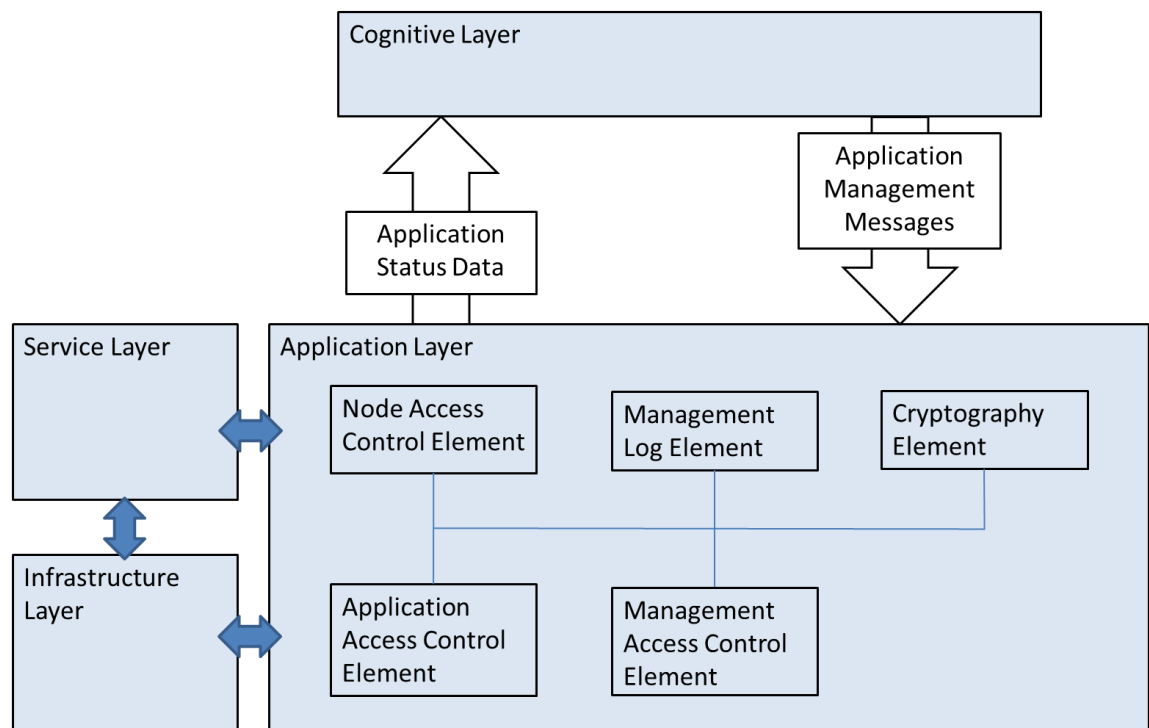 Cognitive Layer
Application
Management
Messages
Application
Status Data
Service Layer
Application Layer
Node Access
Control Element
Management
Log Element
Cryptography
Element
Infrastructure
Layer
Application
Access Control
Element
Management
Access Control
Element